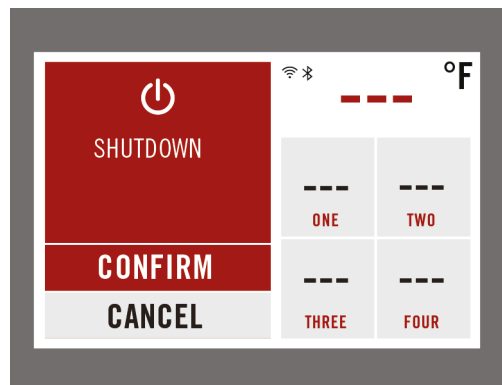 SHUTDOWN
CONFIRM
CANCEL
°F
---
---
ONE
---
TWO
---
THREE
---
FOUR